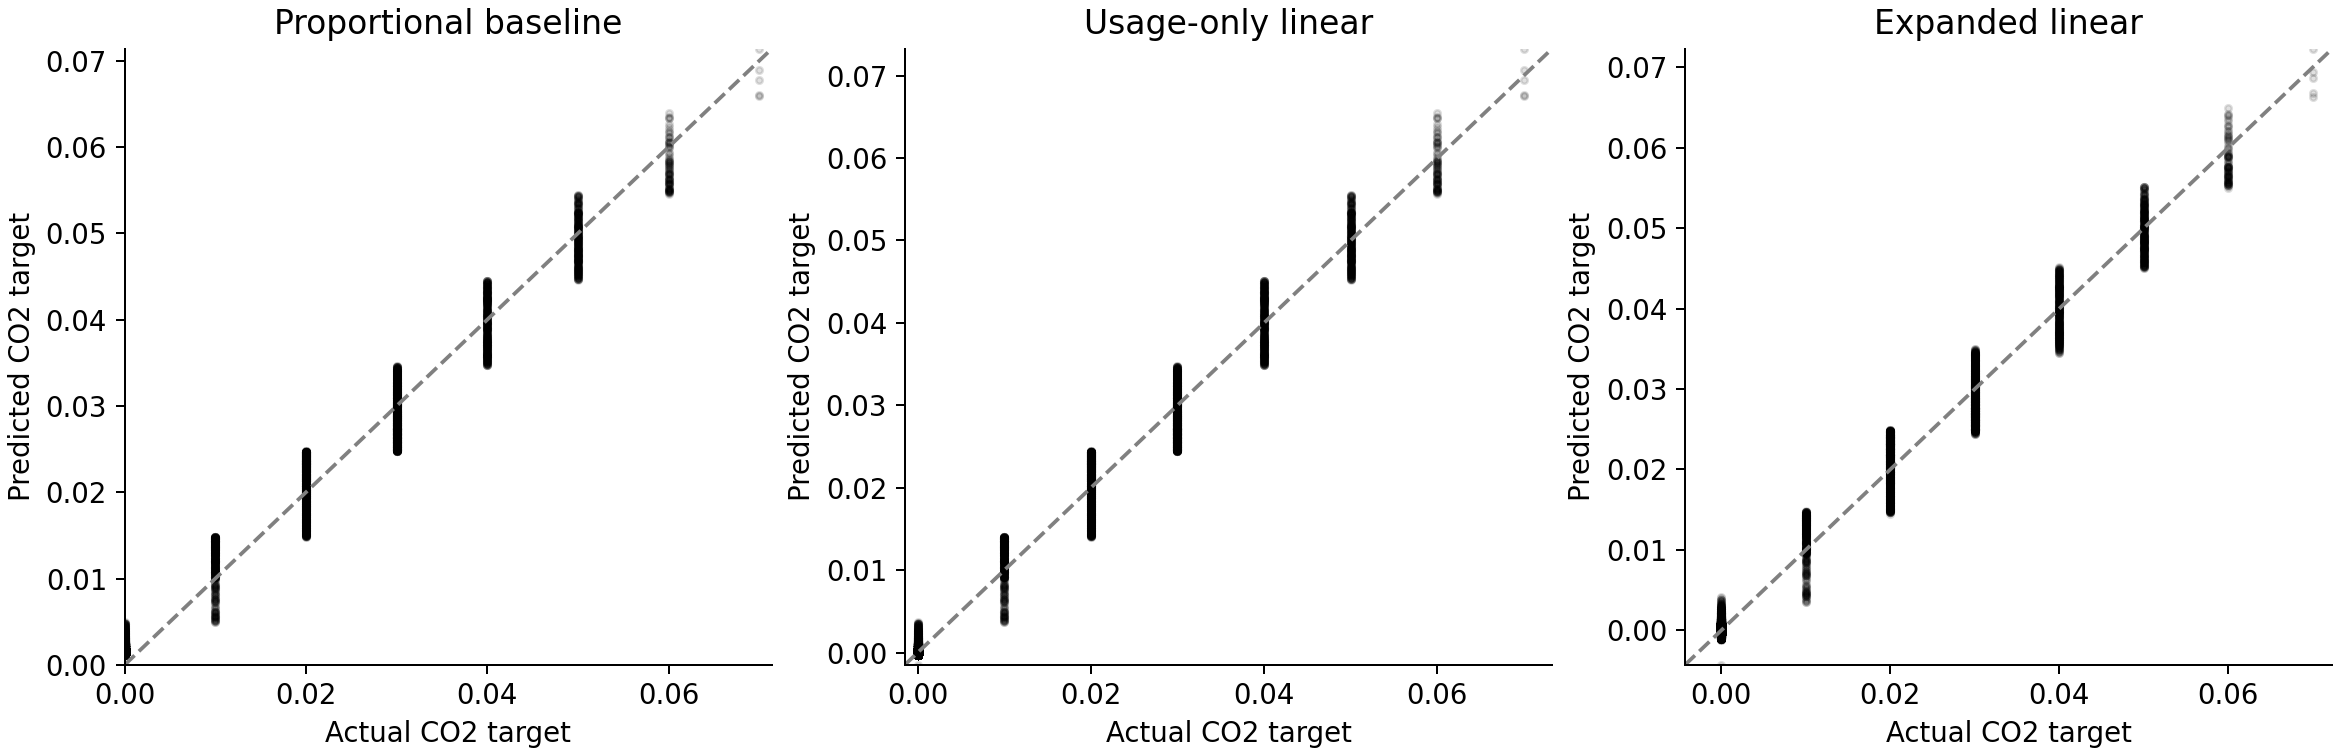 Proportional baseline
Predicted CO2 target
0.07
0.06
0.05
0.04
0.03
0.02
0.01
0.00
0.00 0.02 0.04 0.06
Actual CO2 target
Usage-only linear
Predicted CO2 target
0.07
0.06
0.05
0.04
0.03
0.02
0.01
0.00
0.00 0.02 0.04 0.06
Actual CO2 target
Expanded linear
Predicted CO2 target
0.07
0.06
0.05
0.04
0.03
0.02
0.01
0.00
0.00 0.02 0.04 0.06
Actual CO2 target